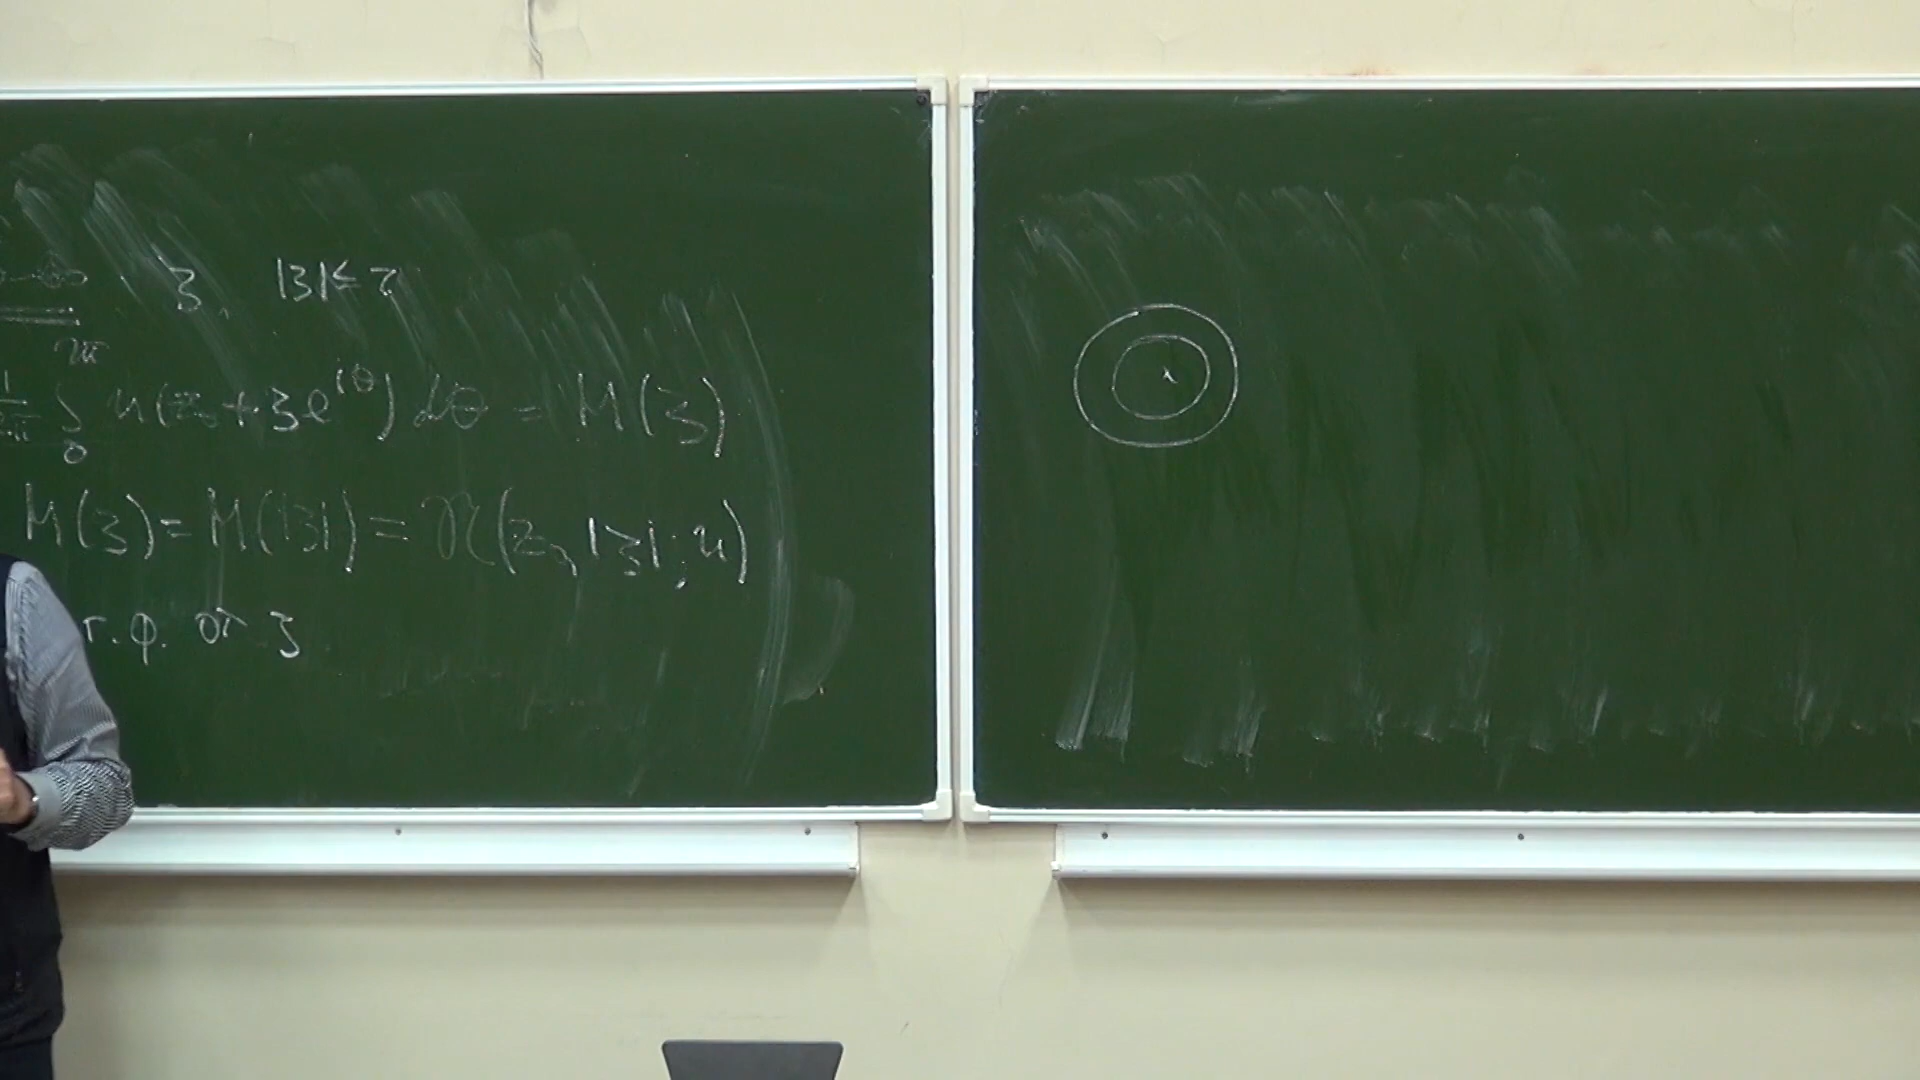 ζ, |ζ| ≤ r
1/2π ∫₀^{2π} u(z₀ + ζe^{iθ}) dθ = M(ζ)
M(ζ) = M(|ζ|) = 𝔐(z₀, |ζ|; u)
г.ф. от ζ